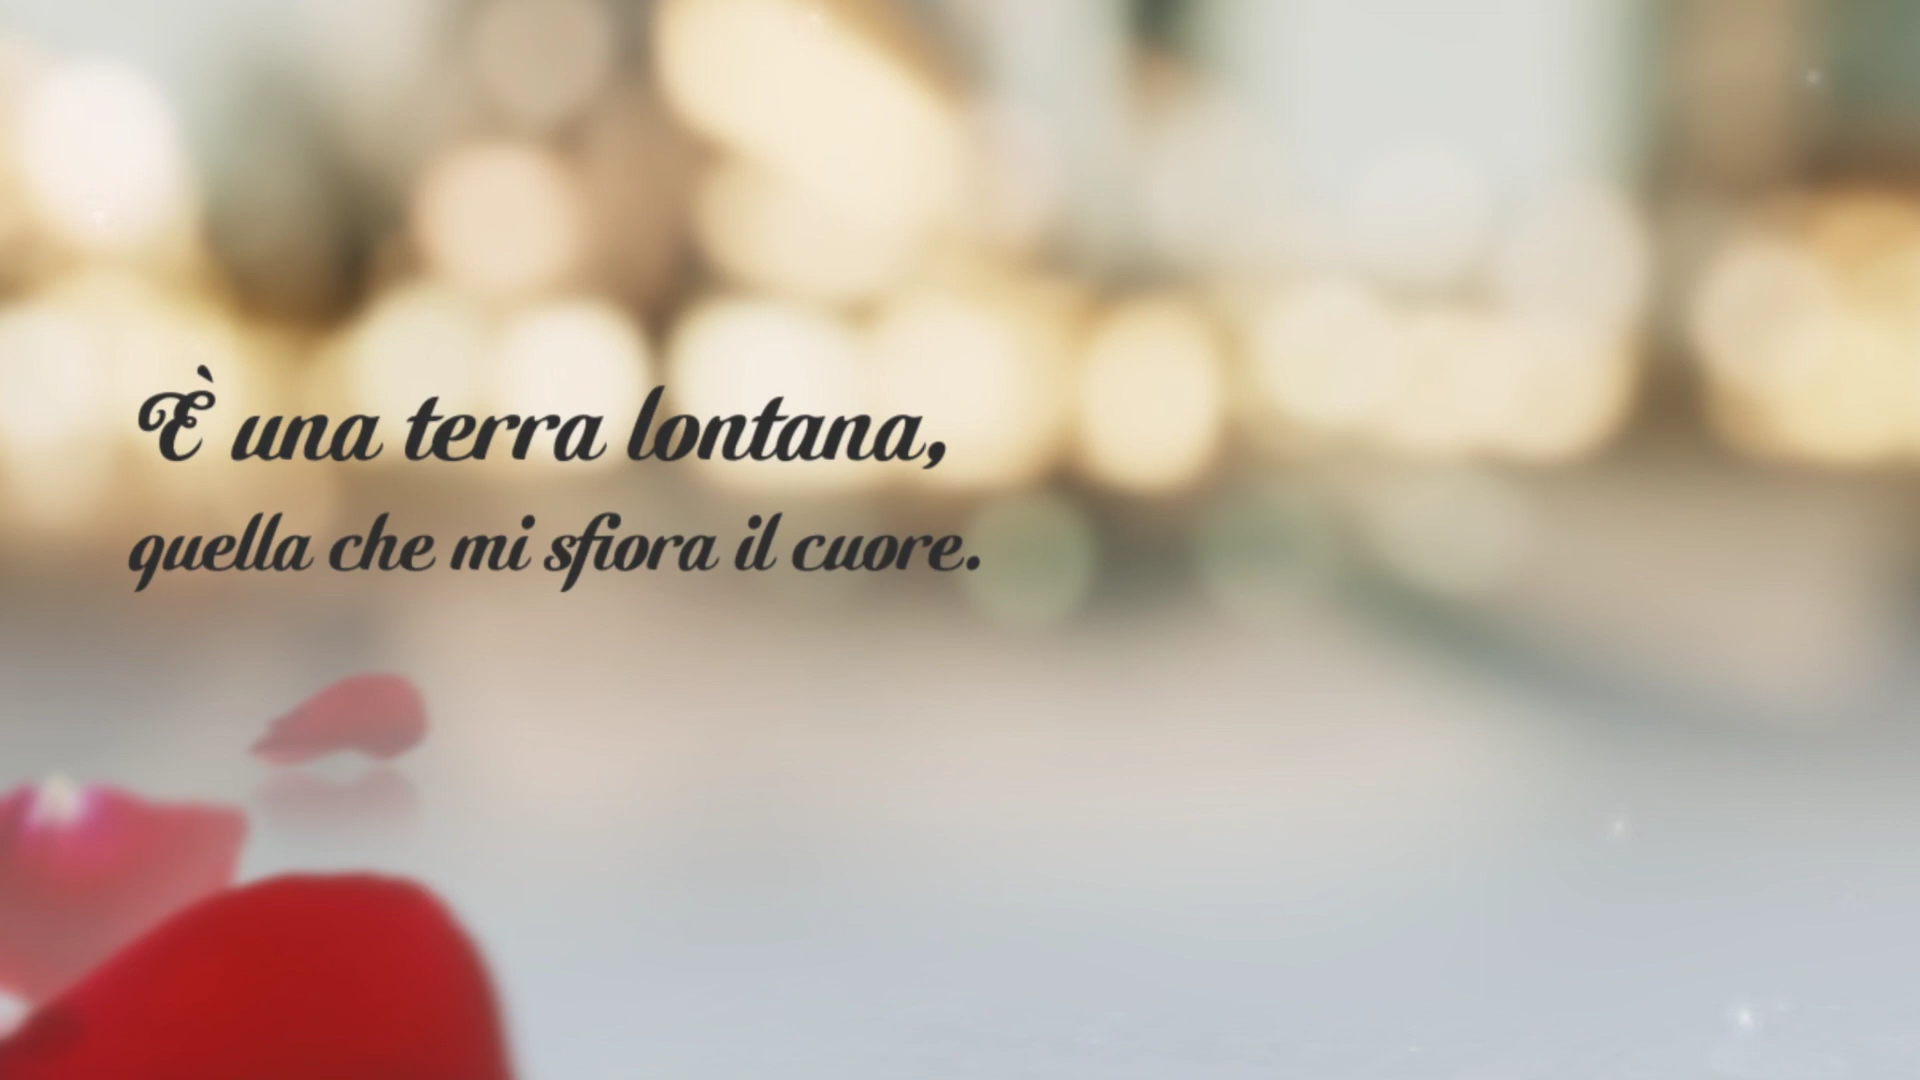 È una terra lontana,
quella che mi sfiora il cuore.